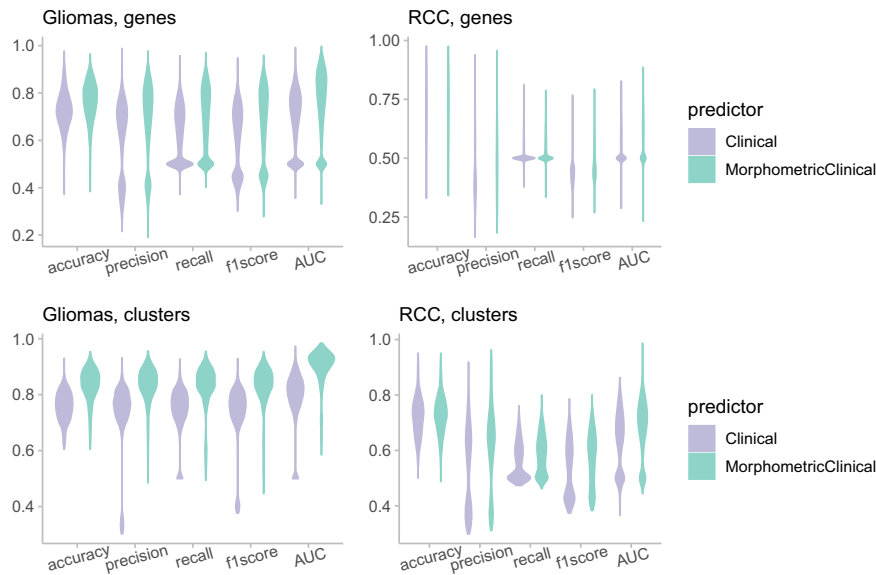 Gliomas, genes
1.0
0.8
0.6
0.4
0.2
accuracy precision recall f1score AUC
RCC, genes
1.00
0.75
0.50
0.25
accuracy precision recall f1score AUC
predictor
Clinical
MorphometricClinical
Gliomas, clusters
1.0
0.8
0.6
0.4
accuracy precision recall f1score AUC
RCC, clusters
1.0
0.8
0.6
0.4
accuracy precision recall f1score AUC
predictor
Clinical
MorphometricClinical